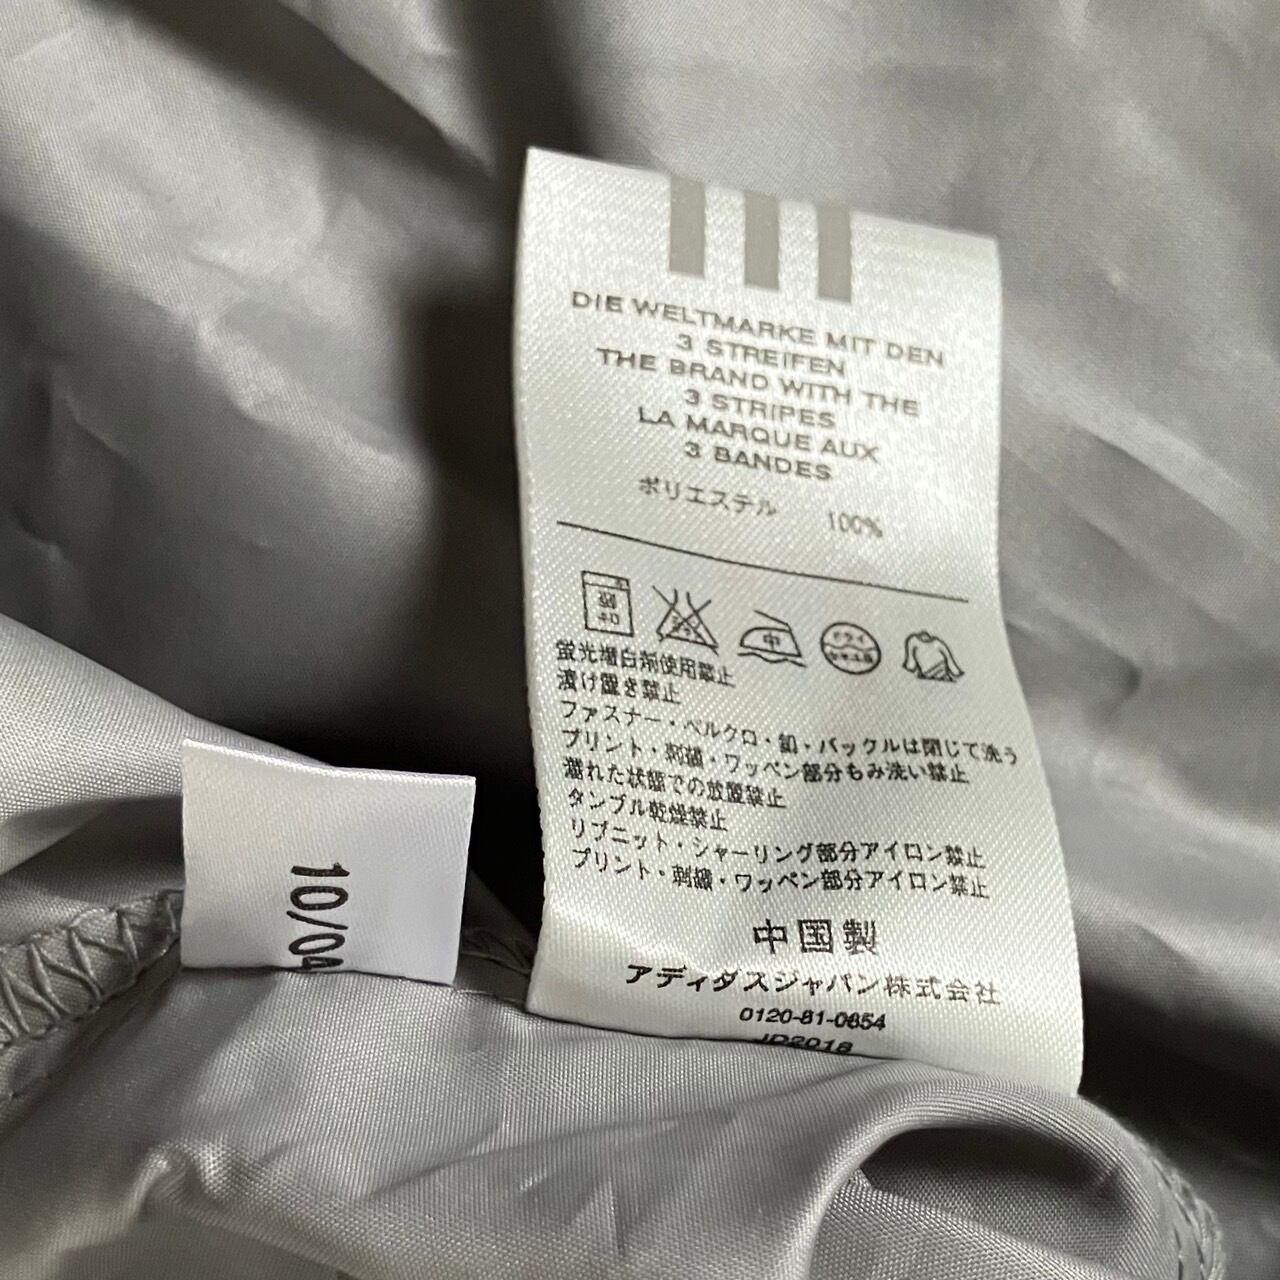 DIE WELTMARKE MIT DEN
3 STREIFEN
THE BRAND WITH THE
3 STRIPES
LA MARQUE AUX
3 BANDES
ポリエステル 100%
弱
40
中
ドライ
蛍光増白剤使用禁止
漬け置き禁止
ファスナー・ベルクロ・釦・バックルは閉じて洗う
プリント・刺繍・ワッペン部分もみ洗い禁止
濡れた状態での放置禁止
タンブル乾燥禁止
リブニット・シャーリング部分アイロン禁止
プリント・刺繍・ワッペン部分アイロン禁止
中国製
アディダスジャパン株式会社
0120-81-0654
JD2018
10/04